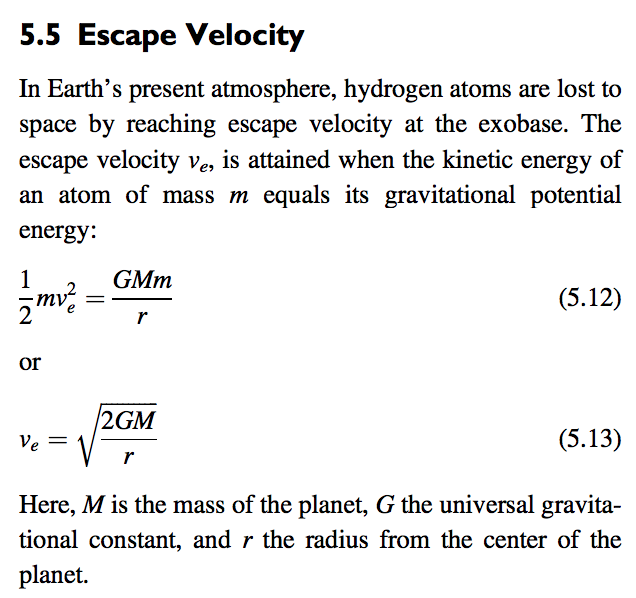 5.5 Escape Velocity
In Earth's present atmosphere, hydrogen atoms are lost to
space by reaching escape velocity at the exobase. The
escape velocity vₑ, is attained when the kinetic energy of
an atom of mass m equals its gravitational potential
energy:
\frac{1}{2}mv_e^2 = \frac{GMm}{r} (5.12)
or
v_e = \sqrt{\frac{2GM}{r}} (5.13)
Here, M is the mass of the planet, G the universal gravita-
tional constant, and r the radius from the center of the
planet.